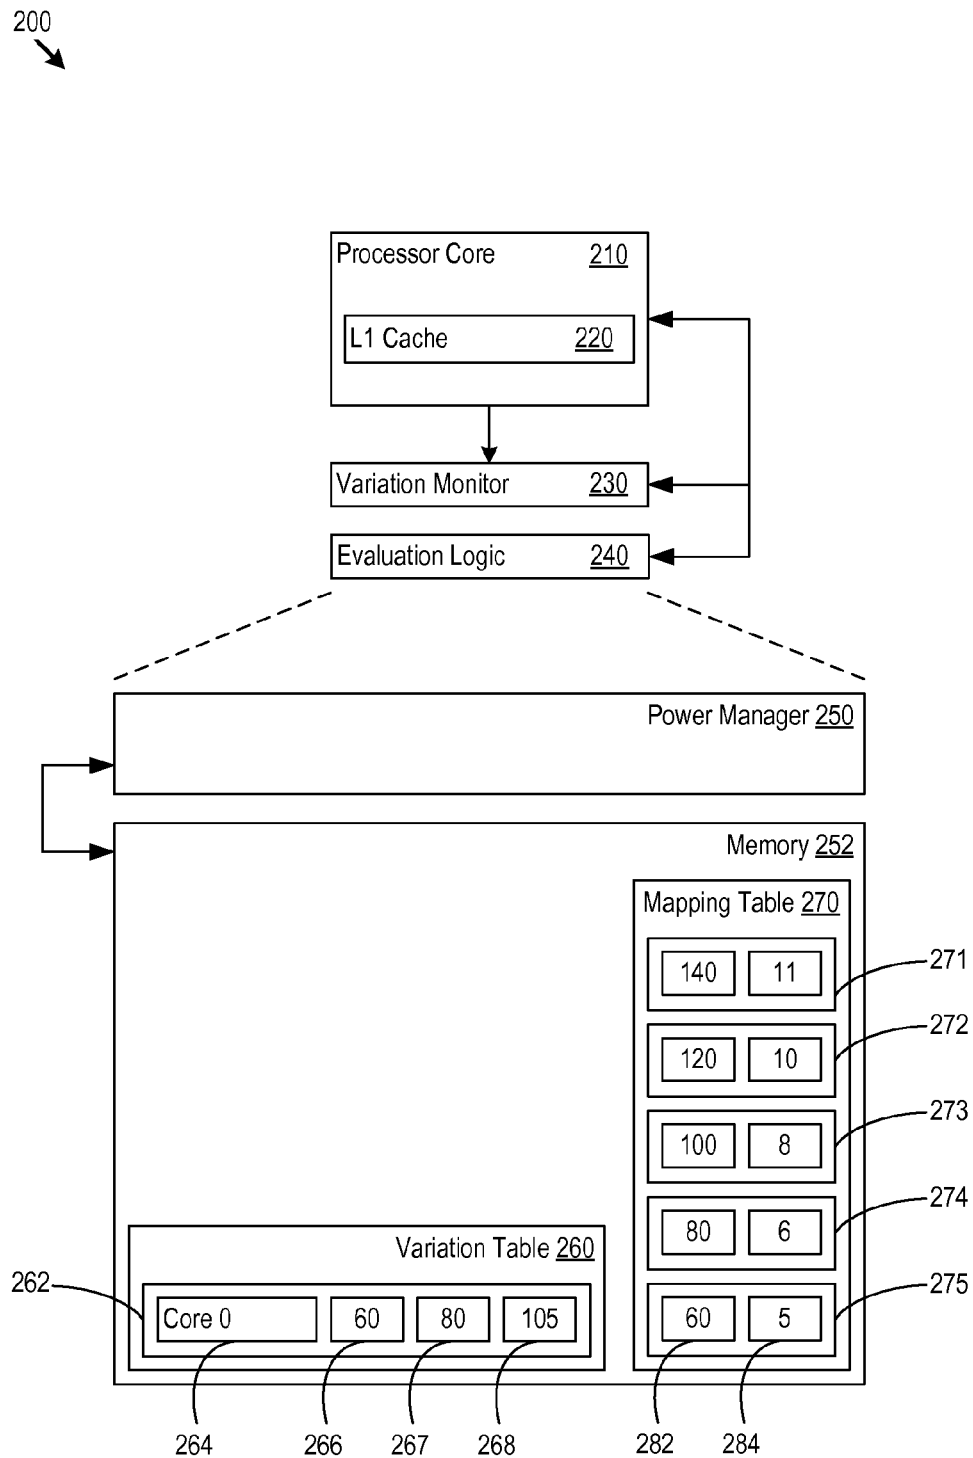 200
Processor Core 210
L1 Cache 220
Variation Monitor 230
Evaluation Logic 240
Power Manager 250
Memory 252
Mapping Table 270
140 11
271
120 10
272
100 8
273
80 6
274
60 5
275
Variation Table 260
262
Core 0 60 80 105
264 266 267 268 282 284